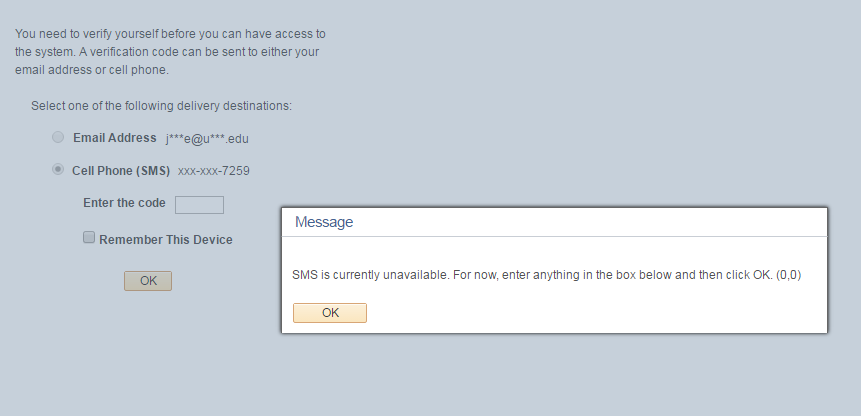 You need to verify yourself before you can have access to
the system. A verification code can be sent to either your
email address or cell phone.
Select one of the following delivery destinations:
Email Address j***e@u***.edu
Cell Phone (SMS) xxx-xxx-7259
Enter the code
Remember This Device
OK
Message
SMS is currently unavailable. For now, enter anything in the box below and then click OK. (0,0)
OK